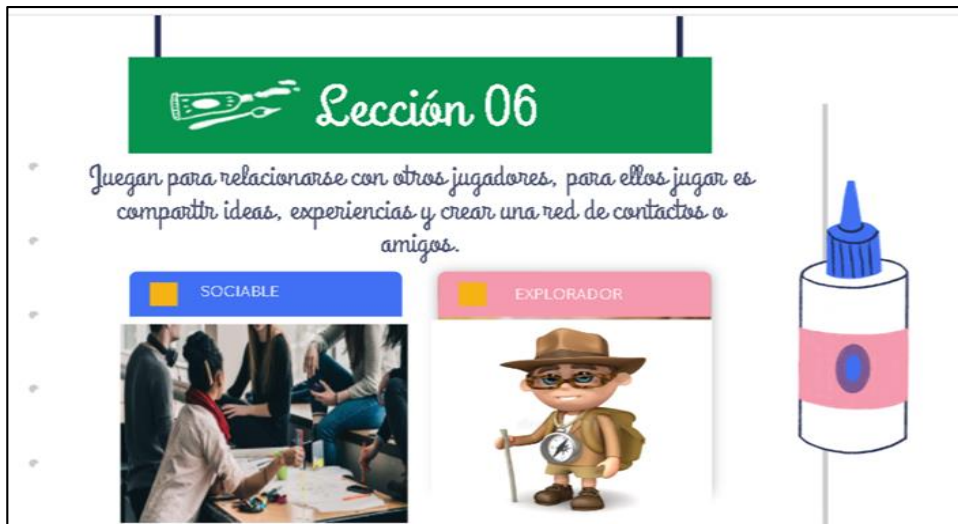 Lección 06
Juegan para relacionarse con otros jugadores, para ellos jugar es
compartir ideas, experiencias y crear una red de contactos o
amigos.
SOCIABLE
EXPLORADOR